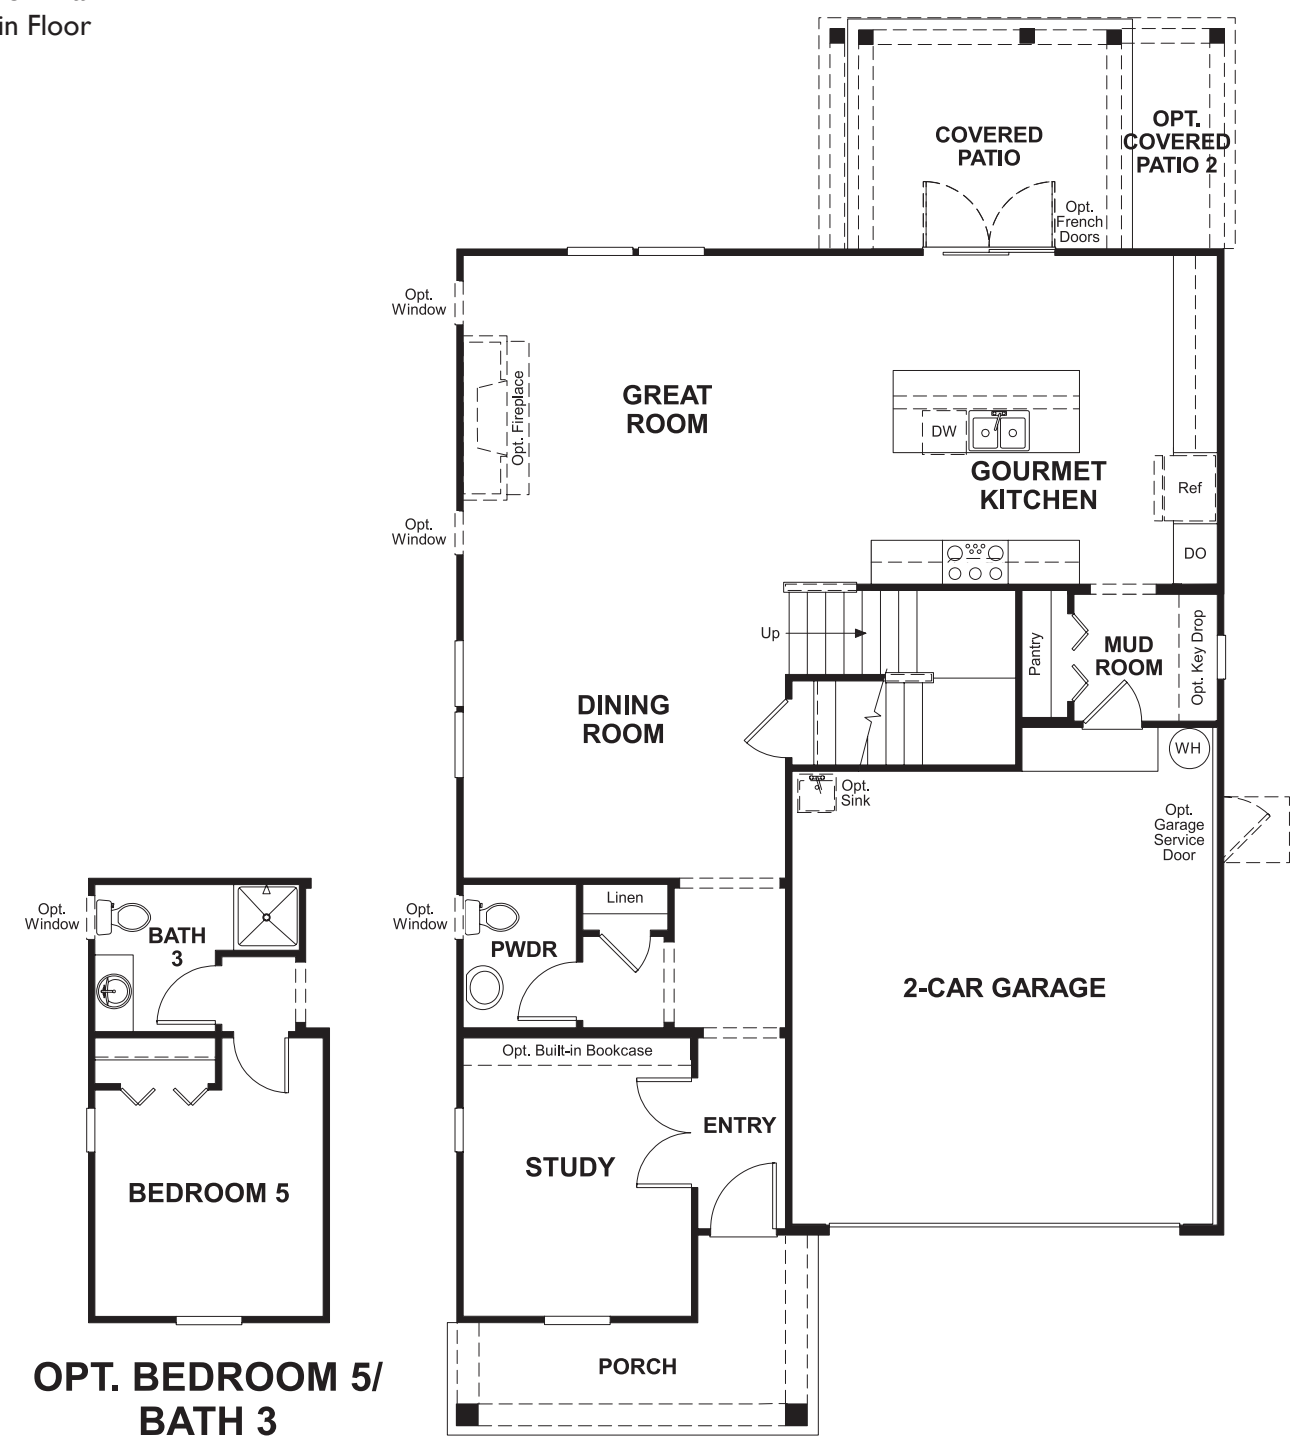 in Floor
COVERED
PATIO
OPT.
COVERED
PATIO 2
Opt.
French
Doors
Opt.
Window
Opt. Fireplace
GREAT
ROOM
DW
GOURMET
KITCHEN
Ref
DO
Opt.
Window
Up
Pantry
MUD
ROOM
Opt. Key Drop
DINING
ROOM
WH
Opt.
Sink
Opt.
Garage
Service
Door
Opt.
Window
BATH
3
Opt.
Window
PWDR
Linen
2-CAR GARAGE
Opt. Built-in Bookcase
ENTRY
STUDY
BEDROOM 5
PORCH
OPT. BEDROOM 5/
BATH 3